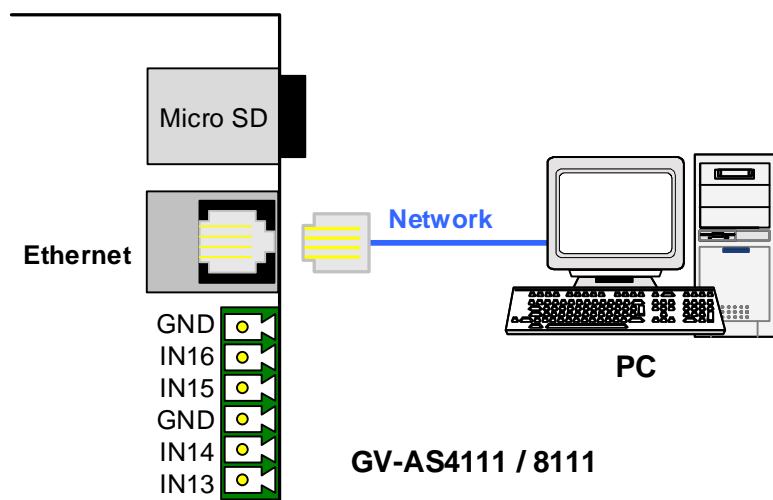 Micro SD
Network
Ethernet
GND
IN16
IN15
GND
IN14
IN13
PC
GV-AS4111 / 8111